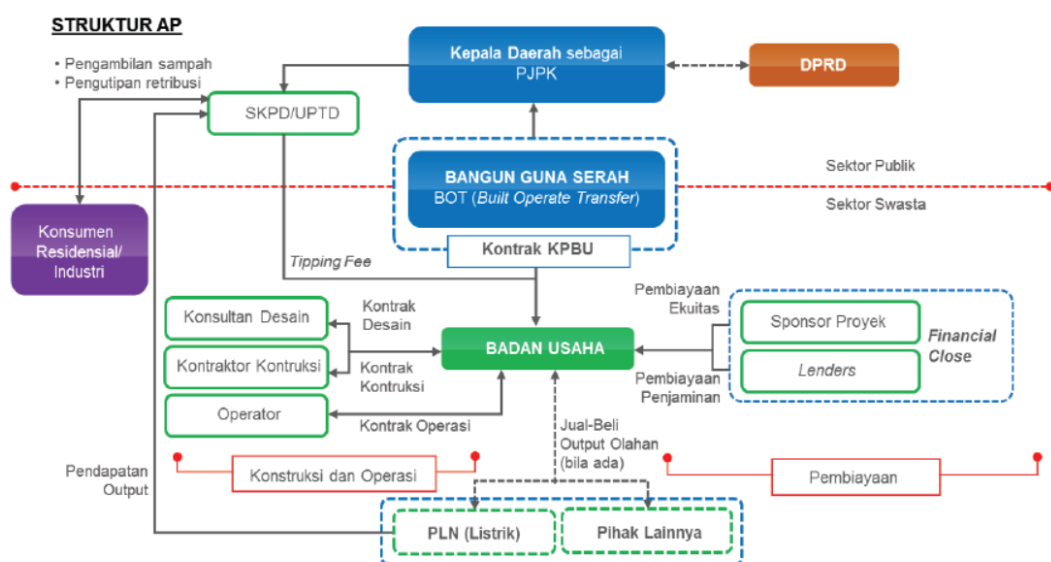 STRUKTUR AP
• Pengambilan sampah
• Pengutipan retribusi
Kepala Daerah sebagai
PJPK
DPRD
SKPD/UPTD
BANGUN GUNA SERAH
BOT (Built Operate Transfer)
Sektor Publik
Sektor Swasta
Konsumen
Residensial/
Industri
Kontrak KPBU
Tipping Fee
Konsultan Desain
Kontrak
Desain
Kontraktor Kontruksi
Kontrak
Kontruksi
Operator
Kontrak Operasi
BADAN USAHA
Pembiayaan
Ekuitas
Pembiayaan
Penjaminan
Sponsor Proyek
Lenders
Financial
Close
Jual-Beli
Output Olahan
(bila ada)
Pendapatan
Output
Konstruksi dan Operasi
Pembiayaan
PLN (Listrik)
Pihak Lainnya